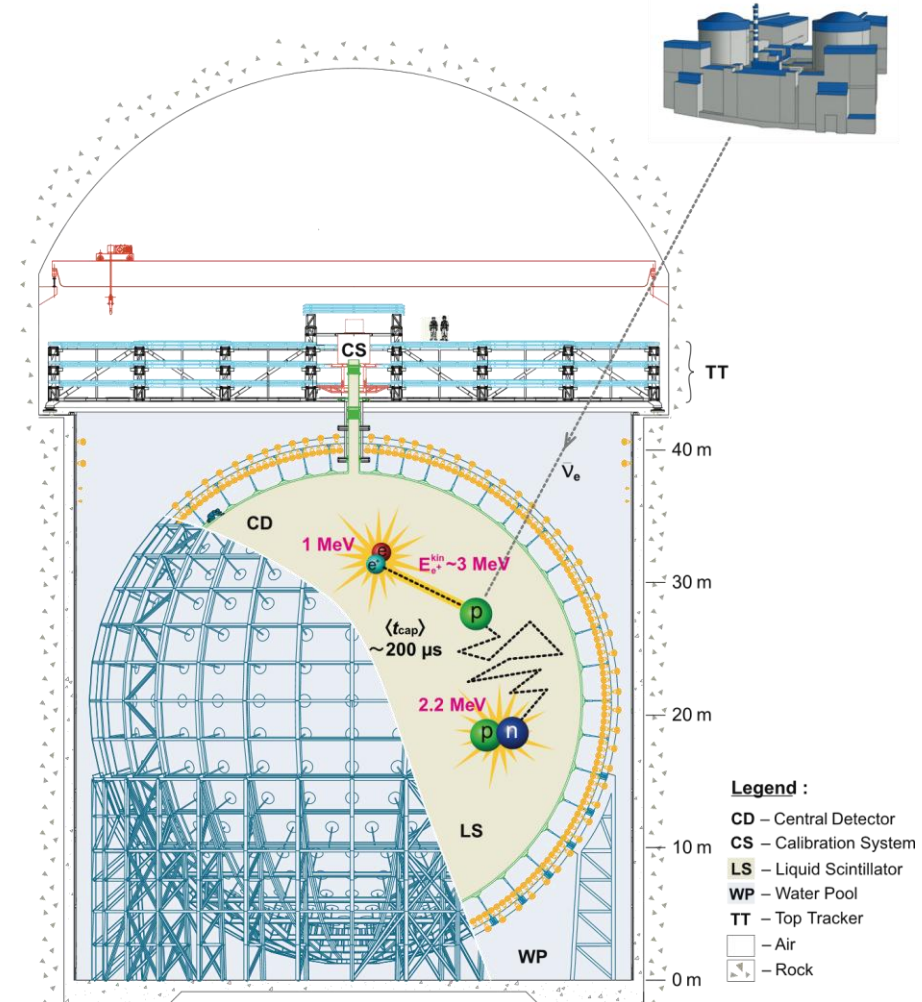 CS
TT
40 m
ν̄e
CD
1 MeV
e
e⁺
E_e⁺^kin ~3 MeV
30 m
p
⟨tcap⟩
~200 μs
2.2 MeV
20 m
p n
LS
Legend :
CD – Central Detector
CS – Calibration System
10 m
LS – Liquid Scintillator
WP – Water Pool
TT – Top Tracker
– Air
WP
– Rock
0 m